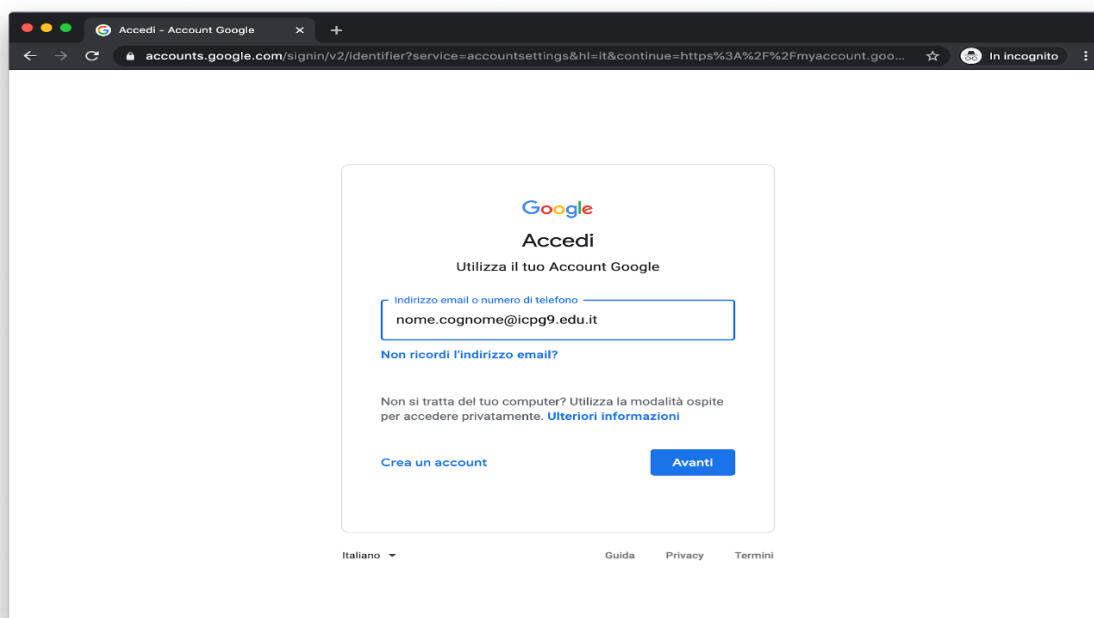 Accedi - Account Google
accounts.google.com/signin/v2/identifier?service=accountsettings&hl=it&continue=https%3A%2F%2Fmyaccount.goo...
In incognito
Google
Accedi
Utilizza il tuo Account Google
Indirizzo email o numero di telefono
nome.cognome@icpg9.edu.it
Non ricordi l'indirizzo email?
Non si tratta del tuo computer? Utilizza la modalità ospite
per accedere privatamente. Ulteriori informazioni
Crea un account
Avanti
Italiano
Guida Privacy Termini